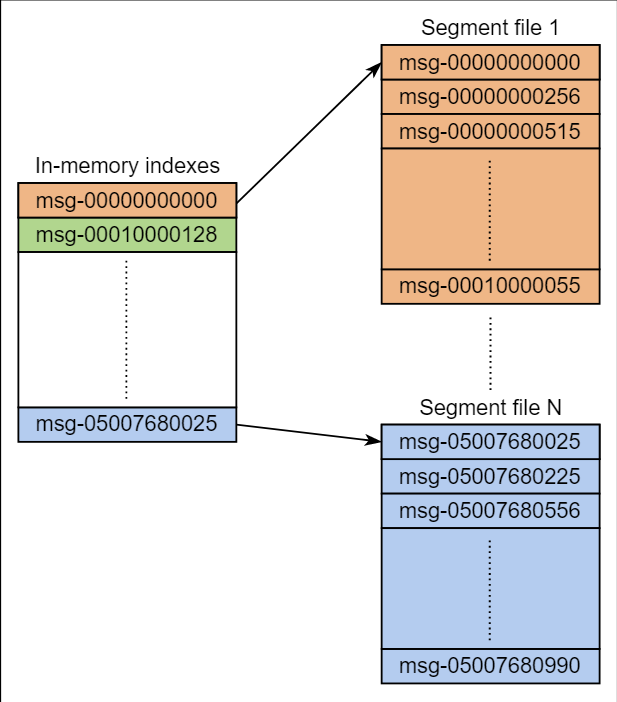 Segment file 1
msg-00000000000
msg-00000000256
msg-00000000515
msg-00010000055
In-memory indexes
msg-00000000000
msg-00010000128
msg-05007680025
Segment file N
msg-05007680025
msg-05007680225
msg-05007680556
msg-05007680990